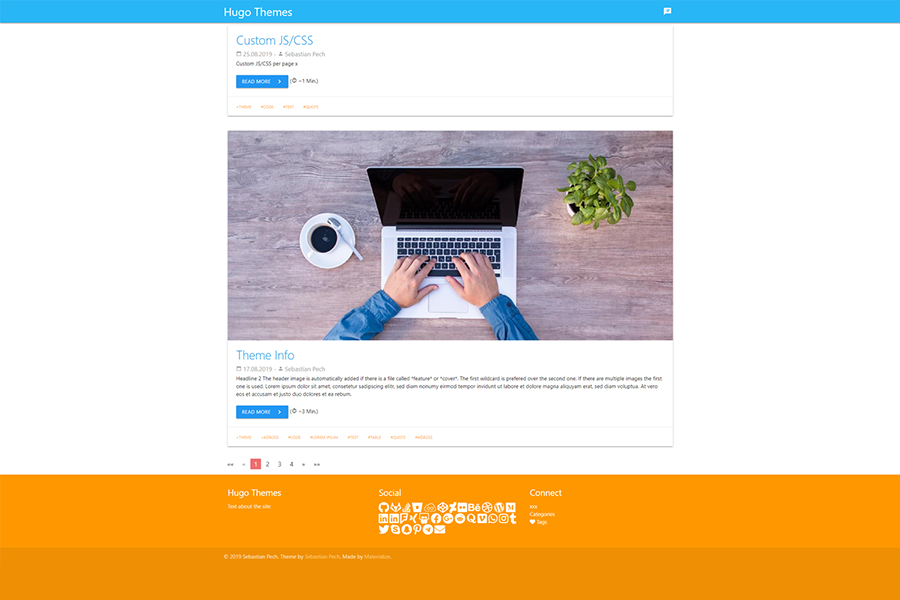 Hugo Themes
Custom JS/CSS
25.08.2019 - Sebastian Pech
Custom JS/CSS per page x
READ MORE > (~1 Min.)
#THEME #CODE #TEST #QUOTE
Theme Info
17.08.2019 - Sebastian Pech
Headline 2 The header image is automatically added if there is a file called *feature* or *cover*. The first wildcard is prefered over the second one. If there are multiple images the first
one is used. Lorem ipsum dolor sit amet, consetetur sadipscing elitr, sed diam nonumy eirmod tempor invidunt ut labore et dolore magna aliquyam erat, sed diam voluptua. At vero
eos et accusam et justo duo dolores et ea rebum.
READ MORE > (~3 Min.)
#THEME #CODE #LOREM IPSUM #TEST #TABLE #QUOTE
«« « 1 2 3 4 » »»
Hugo Themes
Text about the site
Social
Connect
xxx
Categories
Tags
© 2019 Sebastian Pech. Theme by Sebastian Pech. Made by Materialize.